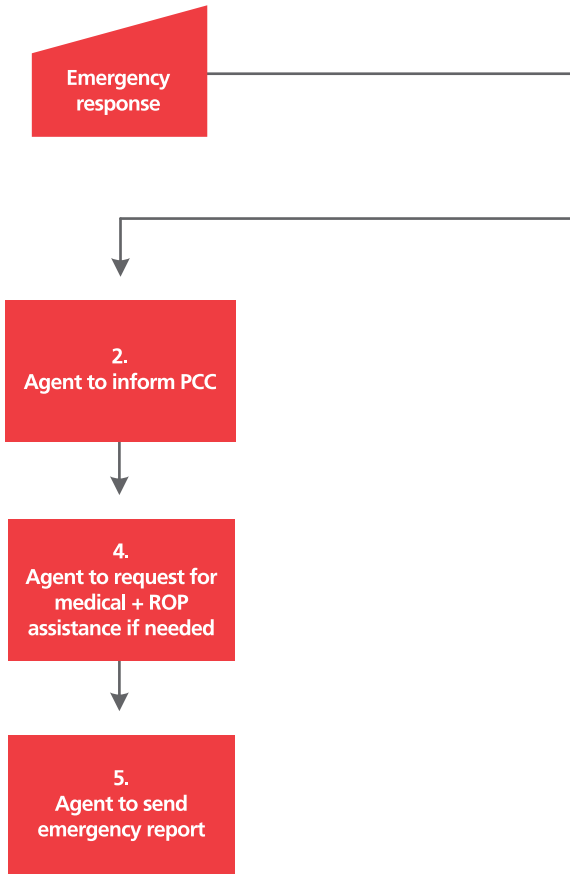 Emergency
response
2.
Agent to inform PCC
4.
Agent to request for
medical + ROP
assistance if needed
5.
Agent to send
emergency report